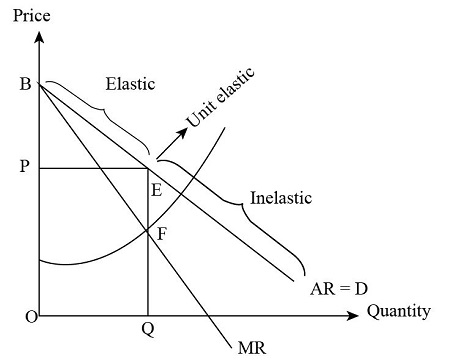 Price
B
Elastic
Unit elastic
P
E
Inelastic
F
AR = D
O
Q
Quantity
MR